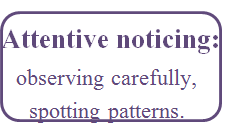 Attentive noticing:
observing carefully,
spotting patterns.